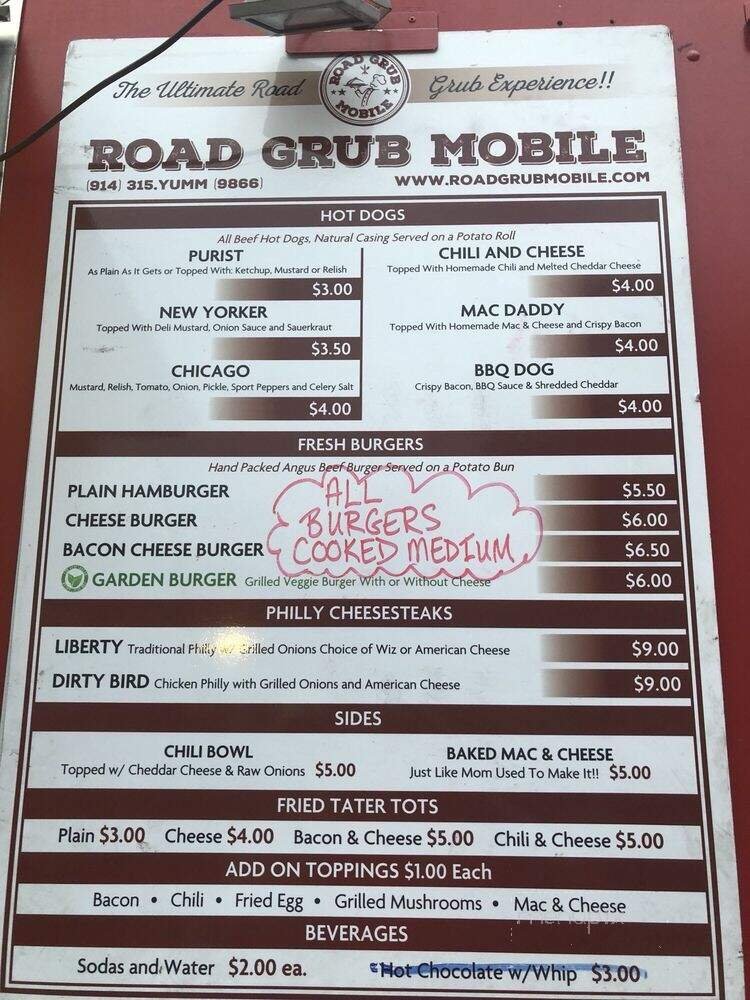 The Ultimate Road ROAD GRUB MOBILE Grub Experience!!
ROAD GRUB MOBILE
(914) 315.YUMM (9866) WWW.ROADGRUBMOBILE.COM
HOT DOGS
All Beef Hot Dogs, Natural Casing Served on a Potato Roll
PURIST
As Plain As It Gets or Topped With: Ketchup, Mustard or Relish
$3.00
NEW YORKER
Topped With Deli Mustard, Onion Sauce and Sauerkraut
$3.50
CHICAGO
Mustard, Relish, Tomato, Onion, Pickle, Sport Peppers and Celery Salt
$4.00
CHILI AND CHEESE
Topped With Homemade Chili and Melted Cheddar Cheese
$4.00
MAC DADDY
Topped With Homemade Mac & Cheese and Crispy Bacon
$4.00
BBQ DOG
Crispy Bacon, BBQ Sauce & Shredded Cheddar
$4.00
FRESH BURGERS
Hand Packed Angus Beef Burger Served on a Potato Bun
PLAIN HAMBURGER $5.50
CHEESE BURGER $6.00
BACON CHEESE BURGER $6.50
GARDEN BURGER Grilled Veggie Burger With or Without Cheese $6.00
ALL
BURGERS
COOKED MEDIUM
PHILLY CHEESESTEAKS
LIBERTY Traditional Philly w/ Grilled Onions Choice of Wiz or American Cheese $9.00
DIRTY BIRD Chicken Philly with Grilled Onions and American Cheese $9.00
SIDES
CHILI BOWL
Topped w/ Cheddar Cheese & Raw Onions $5.00
BAKED MAC & CHEESE
Just Like Mom Used To Make It!! $5.00
FRIED TATER TOTS
Plain $3.00 Cheese $4.00 Bacon & Cheese $5.00 Chili & Cheese $5.00
ADD ON TOPPINGS $1.00 Each
Bacon • Chili • Fried Egg • Grilled Mushrooms • Mac & Cheese
BEVERAGES
Sodas and Water $2.00 ea. Hot Chocolate w/Whip $3.00